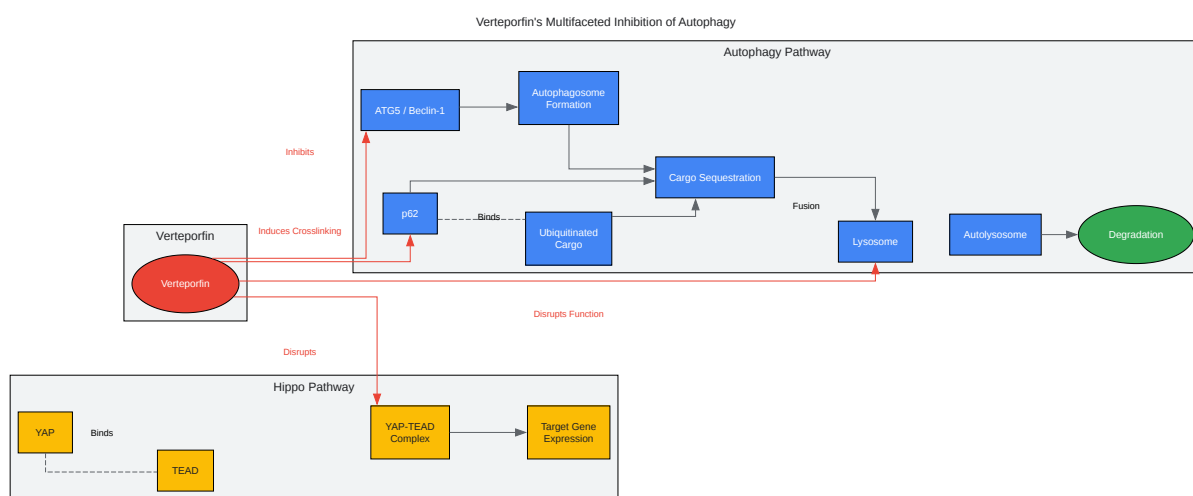 Verteporfin's Multifaceted Inhibition of Autophagy
Autophagy Pathway
Autophagosome
Formation
ATG5 / Beclin-1
Inhibits
Cargo Sequestration
p62
Binds
Fusion
Ubiquitinated
Cargo
Induces Crosslinking
Lysosome
Autolysosome
Degradation
Verteporfin
Verteporfin
Disrupts Function
Disrupts
Hippo Pathway
YAP
Binds
TEAD
YAP-TEAD
Complex
Target Gene
Expression